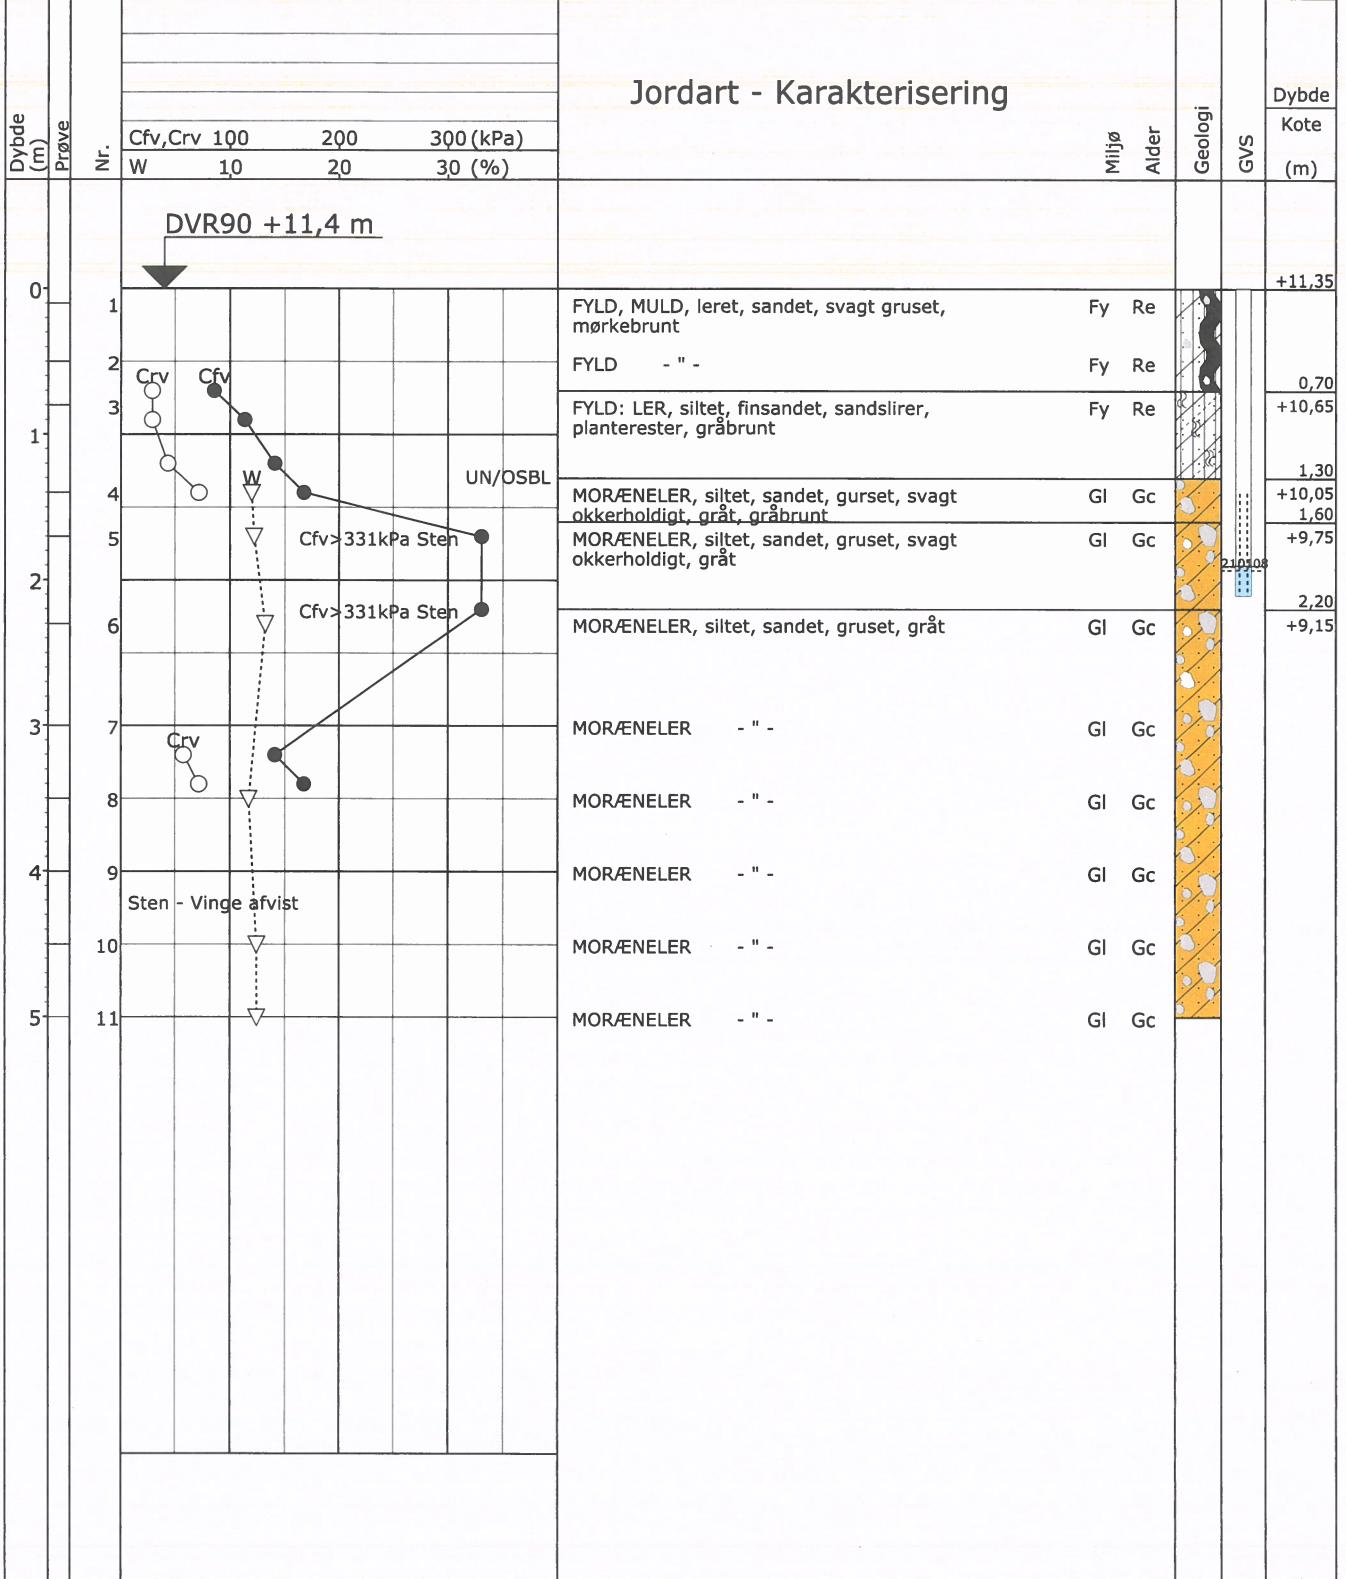 Jordart - Karakterisering
Dybde (m)
Prøve
Nr.
Cfv,Crv 100 200 300 (kPa)
W 10 20 30 (%)
Miljø
Alder
Geologi
GVS
Dybde
Kote
(m)
DVR90 +11,4 m
+11,35
0
1 FYLD, MULD, leret, sandet, svagt gruset, Fy Re
mørkebrunt
2 FYLD - " - Fy Re
Crv Cfv
0,70
3 FYLD: LER, siltet, finsandet, sandslirer, Fy Re +10,65
planterester, gråbrunt
1
W UN/OSBL 1,30
4 MORÆNELER, siltet, sandet, gurset, svagt Gl Gc +10,05
okkerholdigt, gråt, gråbrunt 1,60
5 Cfv>331kPa Sten MORÆNELER, siltet, sandet, gruset, svagt Gl Gc +9,75
okkerholdigt, gråt
210108
2
Cfv>331kPa Sten 2,20
6 MORÆNELER, siltet, sandet, gruset, gråt Gl Gc +9,15
3 7 MORÆNELER - " - Gl Gc
Crv
8 MORÆNELER - " - Gl Gc
4 9 MORÆNELER - " - Gl Gc
Sten - Vinge afvist
10 MORÆNELER - " - Gl Gc
5 11 MORÆNELER - " - Gl Gc